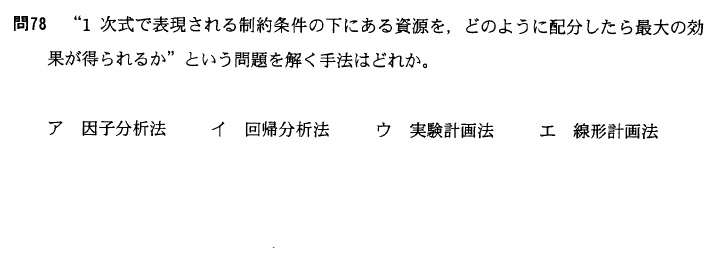 問78 “1 次式で表現される制約条件の下にある資源を，どのように配分したら最大の効
果が得られるか”という問題を解く手法はどれか。
ア 因子分析法 イ 回帰分析法 ウ 実験計画法 エ 線形計画法